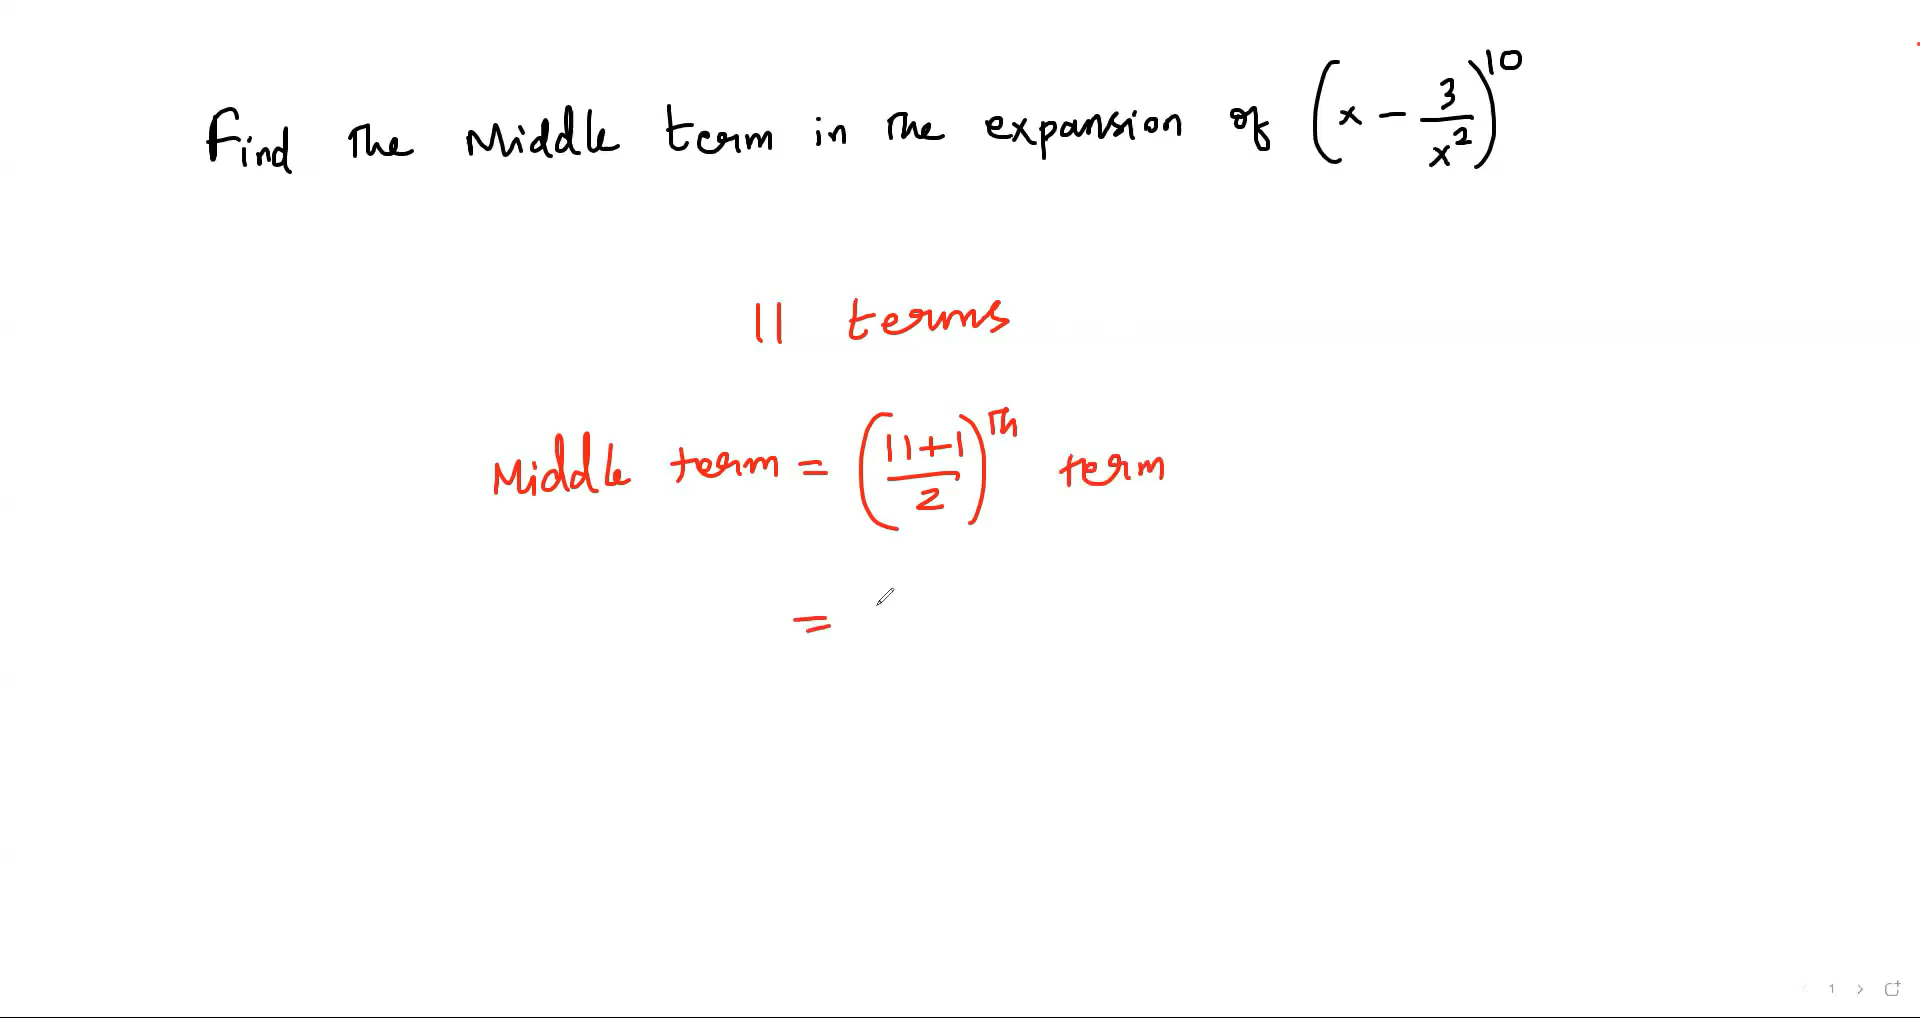 Find the Middle term in the expansion of (x - 3/x²)¹⁰
11 terms
Middle term = ((11+1)/2)ᵗʰ term
=
1